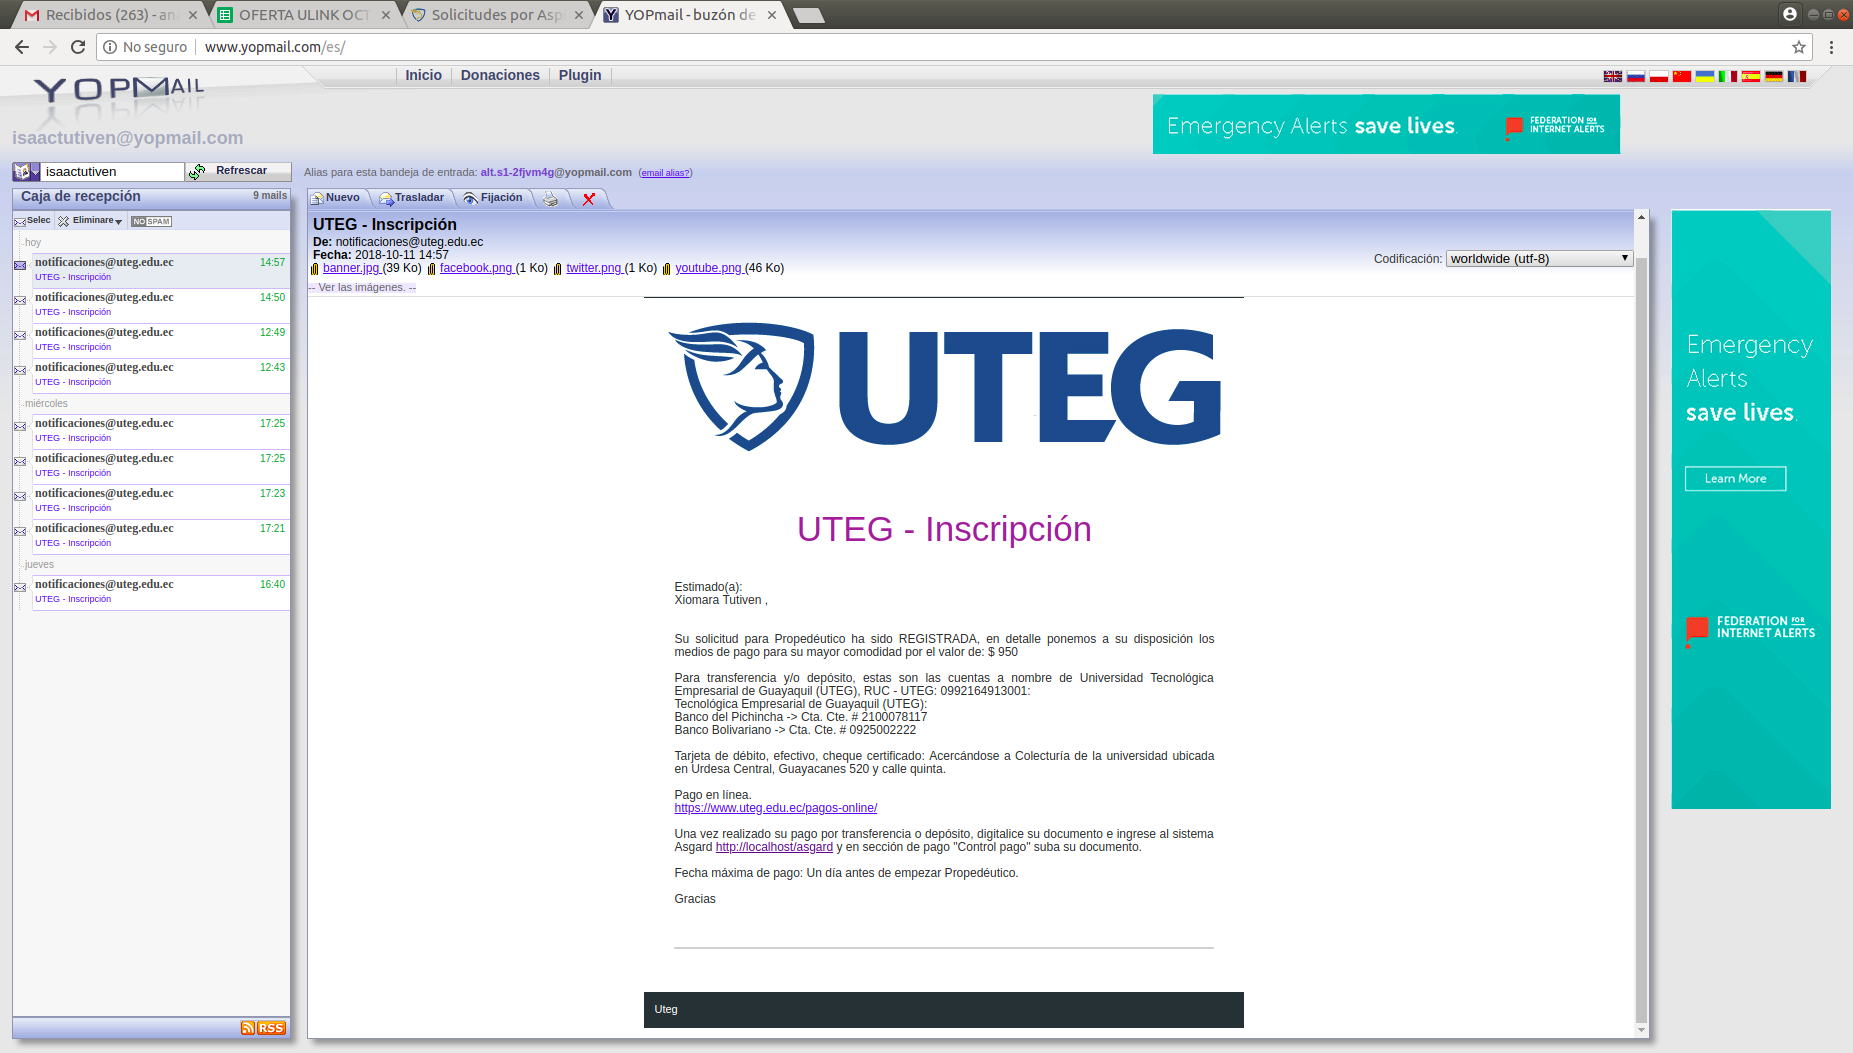 Recibidos (263) - an
OFERTA ULINK OCT
Solicitudes por Asp
YOPmail - buzón de
No seguro
www.yopmail.com/es/
YOPMAIL
Inicio
Donaciones
Plugin
isaactutiven@yopmail.com
Emergency Alerts save lives.
FEDERATION FOR
INTERNET ALERTS
isaactutiven
Refrescar
Alias para esta bandeja de entrada: alt.s1-2fjvm4g@yopmail.com (email alias?)
Caja de recepción
9 mails
Selec
Eliminare
NO SPAM
hoy
notificaciones@uteg.edu.ec 14:57
UTEG - Inscripción
notificaciones@uteg.edu.ec 14:50
UTEG - Inscripción
notificaciones@uteg.edu.ec 12:49
UTEG - Inscripción
notificaciones@uteg.edu.ec 12:43
UTEG - Inscripción
miércoles
notificaciones@uteg.edu.ec 17:25
UTEG - Inscripción
notificaciones@uteg.edu.ec 17:25
UTEG - Inscripción
notificaciones@uteg.edu.ec 17:23
UTEG - Inscripción
notificaciones@uteg.edu.ec 17:21
UTEG - Inscripción
jueves
notificaciones@uteg.edu.ec 16:40
UTEG - Inscripción
RSS
Nuevo
Trasladar
Fijación
UTEG - Inscripción
De: notificaciones@uteg.edu.ec
Fecha: 2018-10-11 14:57
banner.jpg (39 Ko) facebook.png (1 Ko) twitter.png (1 Ko) youtube.png (46 Ko)
Codificación: worldwide (utf-8)
-- Ver las imágenes. --
UTEG
UTEG - Inscripción
Estimado(a):
Xiomara Tutiven ,
Su solicitud para Propedéutico ha sido REGISTRADA, en detalle ponemos a su disposición los
medios de pago para su mayor comodidad por el valor de: $ 950
Para transferencia y/o depósito, estas son las cuentas a nombre de Universidad Tecnológica
Empresarial de Guayaquil (UTEG), RUC - UTEG: 0992164913001:
Tecnológica Empresarial de Guayaquil (UTEG):
Banco del Pichincha -> Cta. Cte. # 2100078117
Banco Bolivariano -> Cta. Cte. # 0925002222
Tarjeta de débito, efectivo, cheque certificado: Acercándose a Colecturía de la universidad ubicada
en Urdesa Central, Guayacanes 520 y calle quinta.
Pago en línea.
https://www.uteg.edu.ec/pagos-online/
Una vez realizado su pago por transferencia o depósito, digitalice su documento e ingrese al sistema
Asgard http://localhost/asgard y en sección de pago "Control pago" suba su documento.
Fecha máxima de pago: Un día antes de empezar Propedéutico.
Gracias
Uteg
Emergency
Alerts
save lives.
Learn More
FEDERATION FOR
INTERNET ALERTS